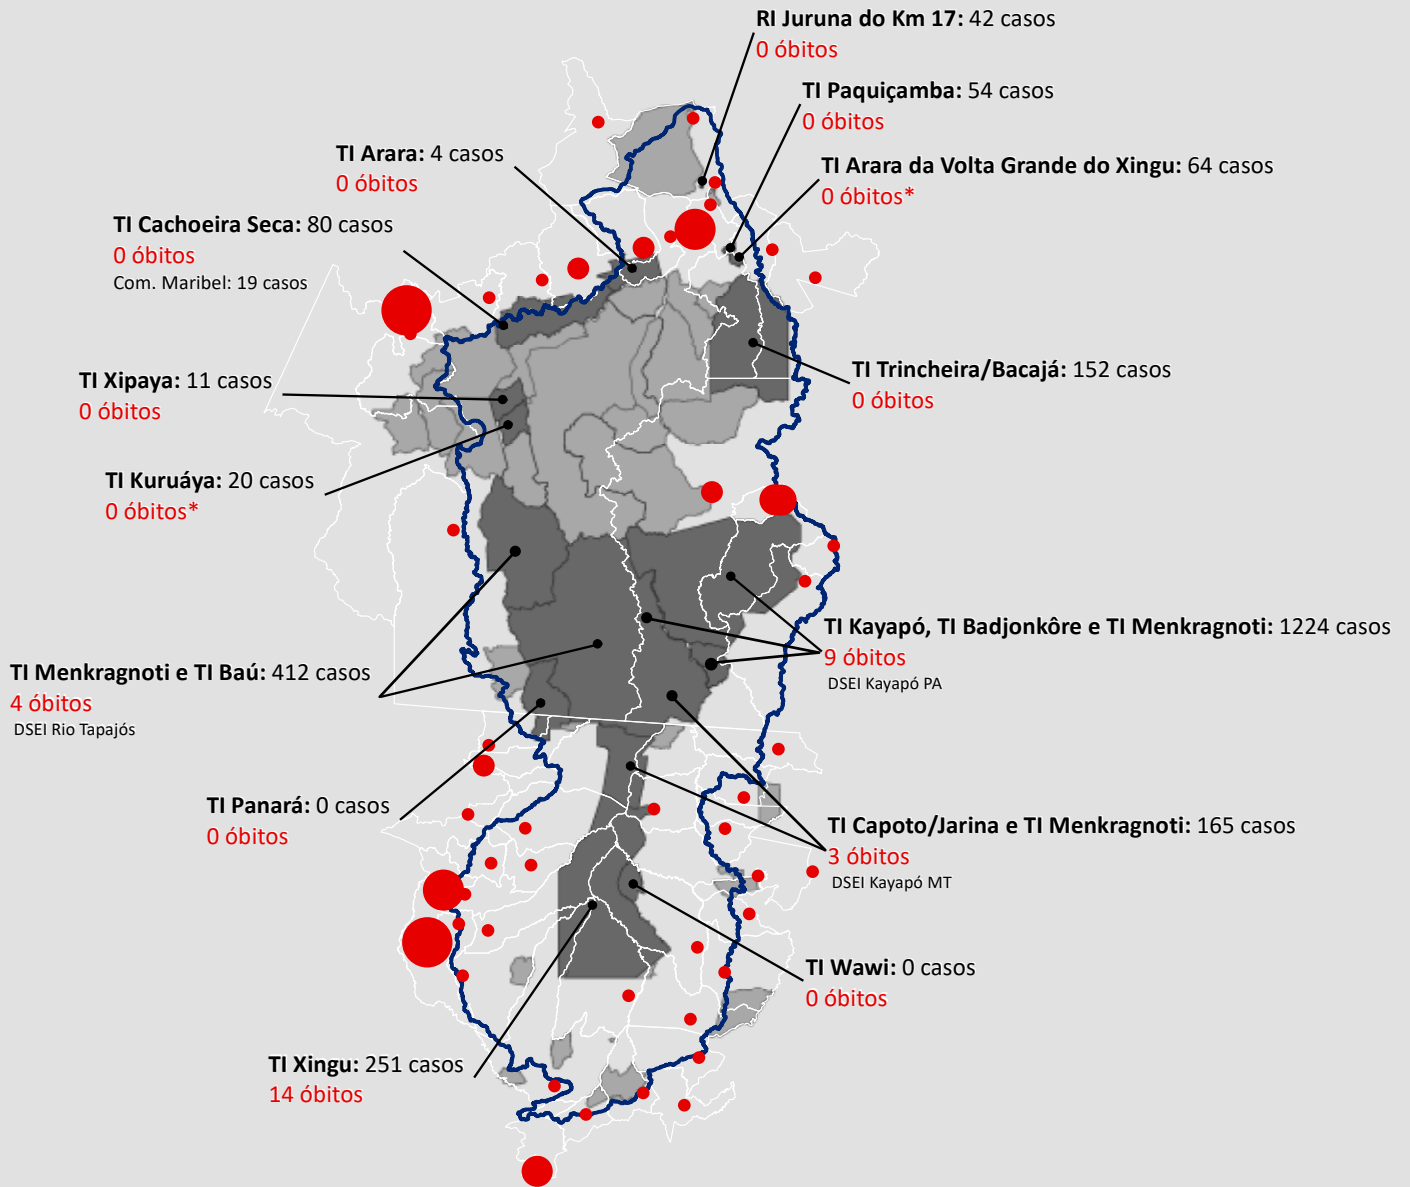 RI Juruna do Km 17: 42 casos
0 óbitos
TI Paquiçamba: 54 casos
0 óbitos
TI Arara: 4 casos
0 óbitos
TI Arara da Volta Grande do Xingu: 64 casos
0 óbitos*
TI Cachoeira Seca: 80 casos
0 óbitos
Com. Maribel: 19 casos
TI Trincheira/Bacajá: 152 casos
0 óbitos
TI Xipaya: 11 casos
0 óbitos
TI Kuruáya: 20 casos
0 óbitos*
TI Kayapó, TI Badjonkôre e TI Menkragnoti: 1224 casos
9 óbitos
DSEI Kayapó PA
TI Menkragnoti e TI Baú: 412 casos
4 óbitos
DSEI Rio Tapajós
TI Panará: 0 casos
0 óbitos
TI Capoto/Jarina e TI Menkragnoti: 165 casos
3 óbitos
DSEI Kayapó MT
TI Wawi: 0 casos
0 óbitos
TI Xingu: 251 casos
14 óbitos